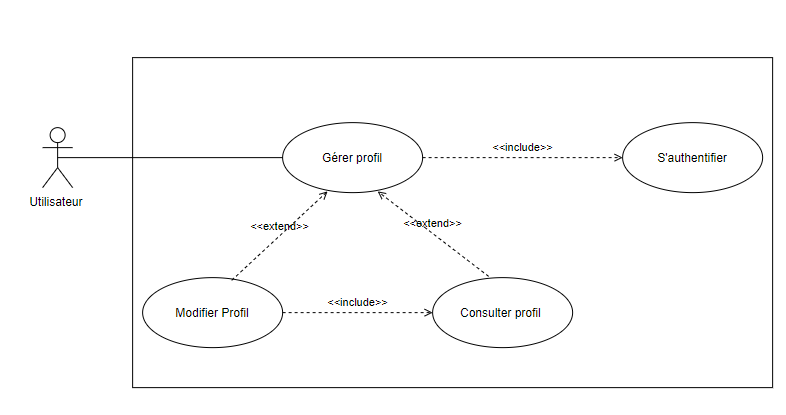 Gérer profil
<<include>>
S'authentifier
Utilisateur
<<extend>>
<<extend>>
Modifier Profil
<<include>>
Consulter profil